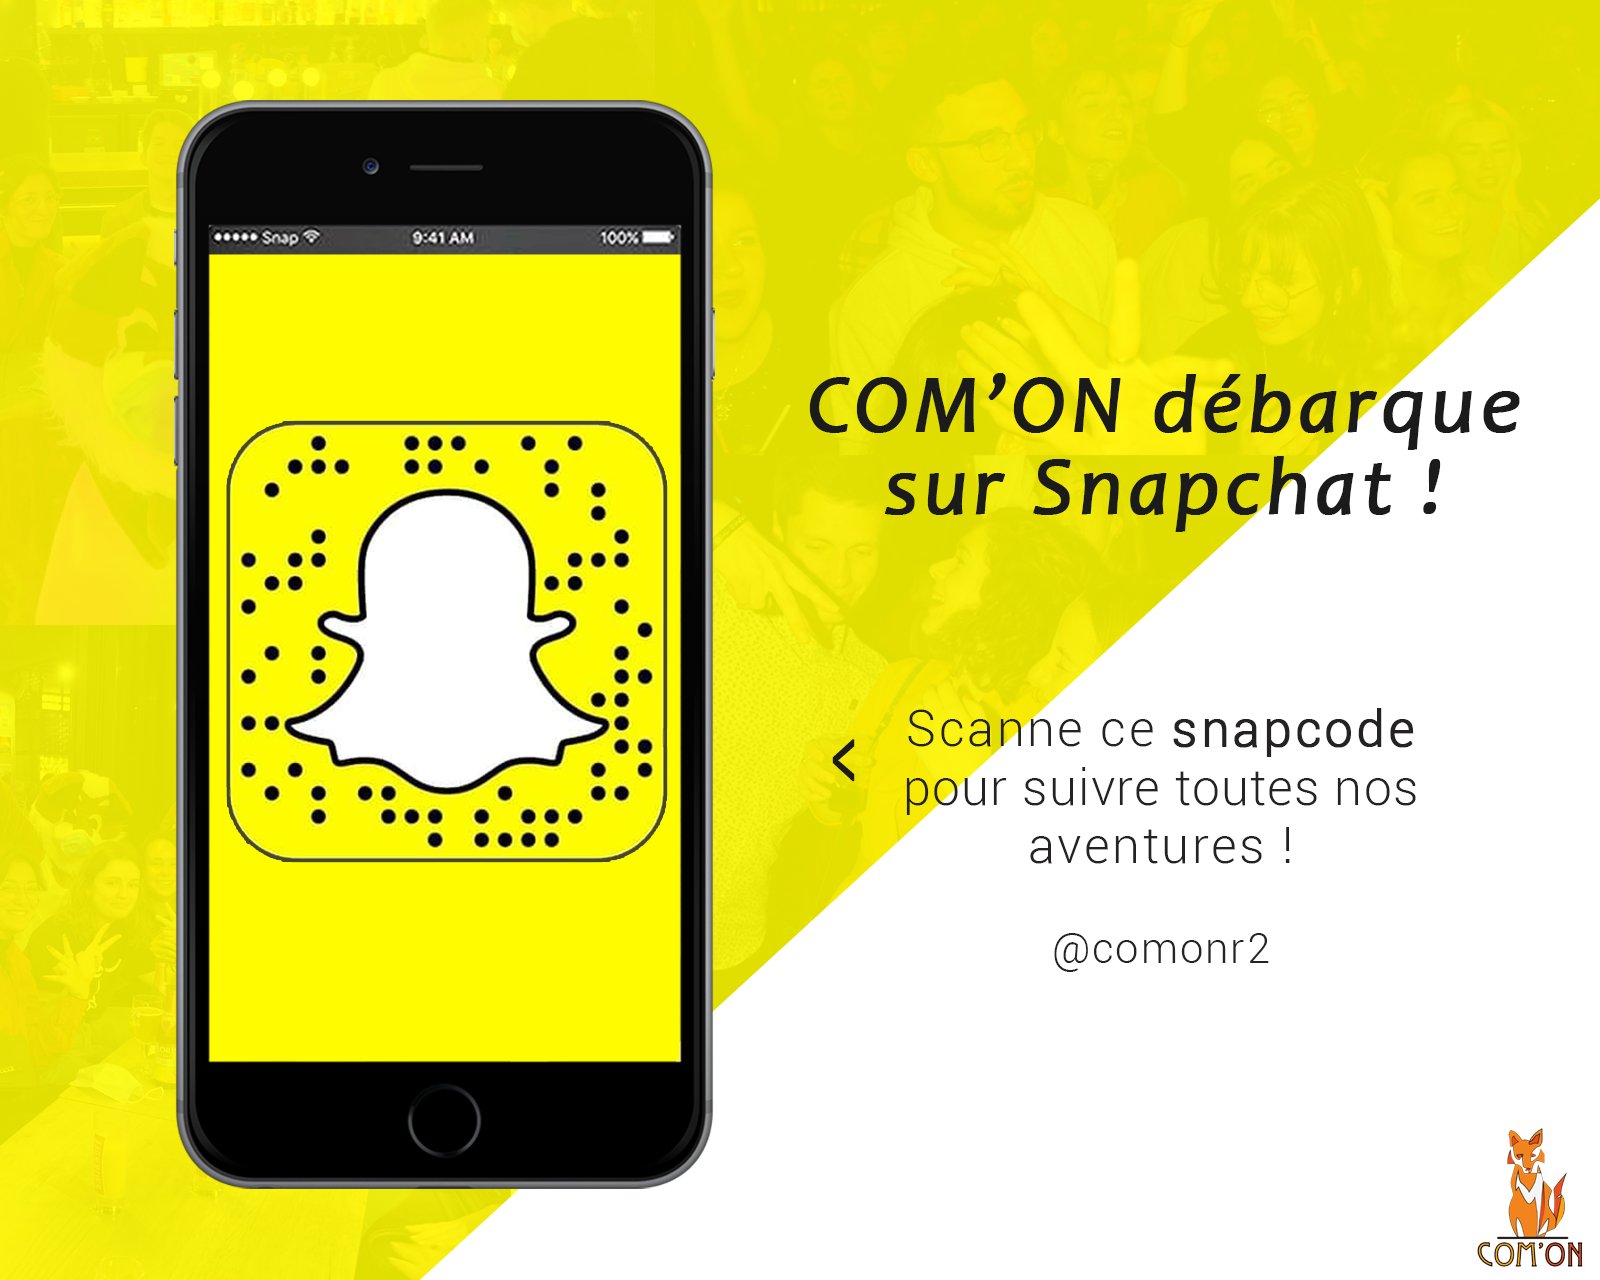 Snap 9:41 AM 100%
COM’ON débarque
sur Snapchat !
Scanne ce snapcode
< pour suivre toutes nos
aventures !
@comonr2
COM'ON